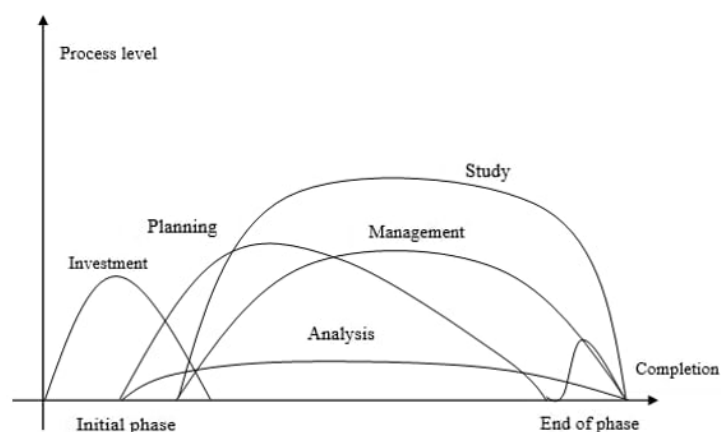 Process level
Study
Planning
Management
Investment
Analysis
Completion
Initial phase
End of phase